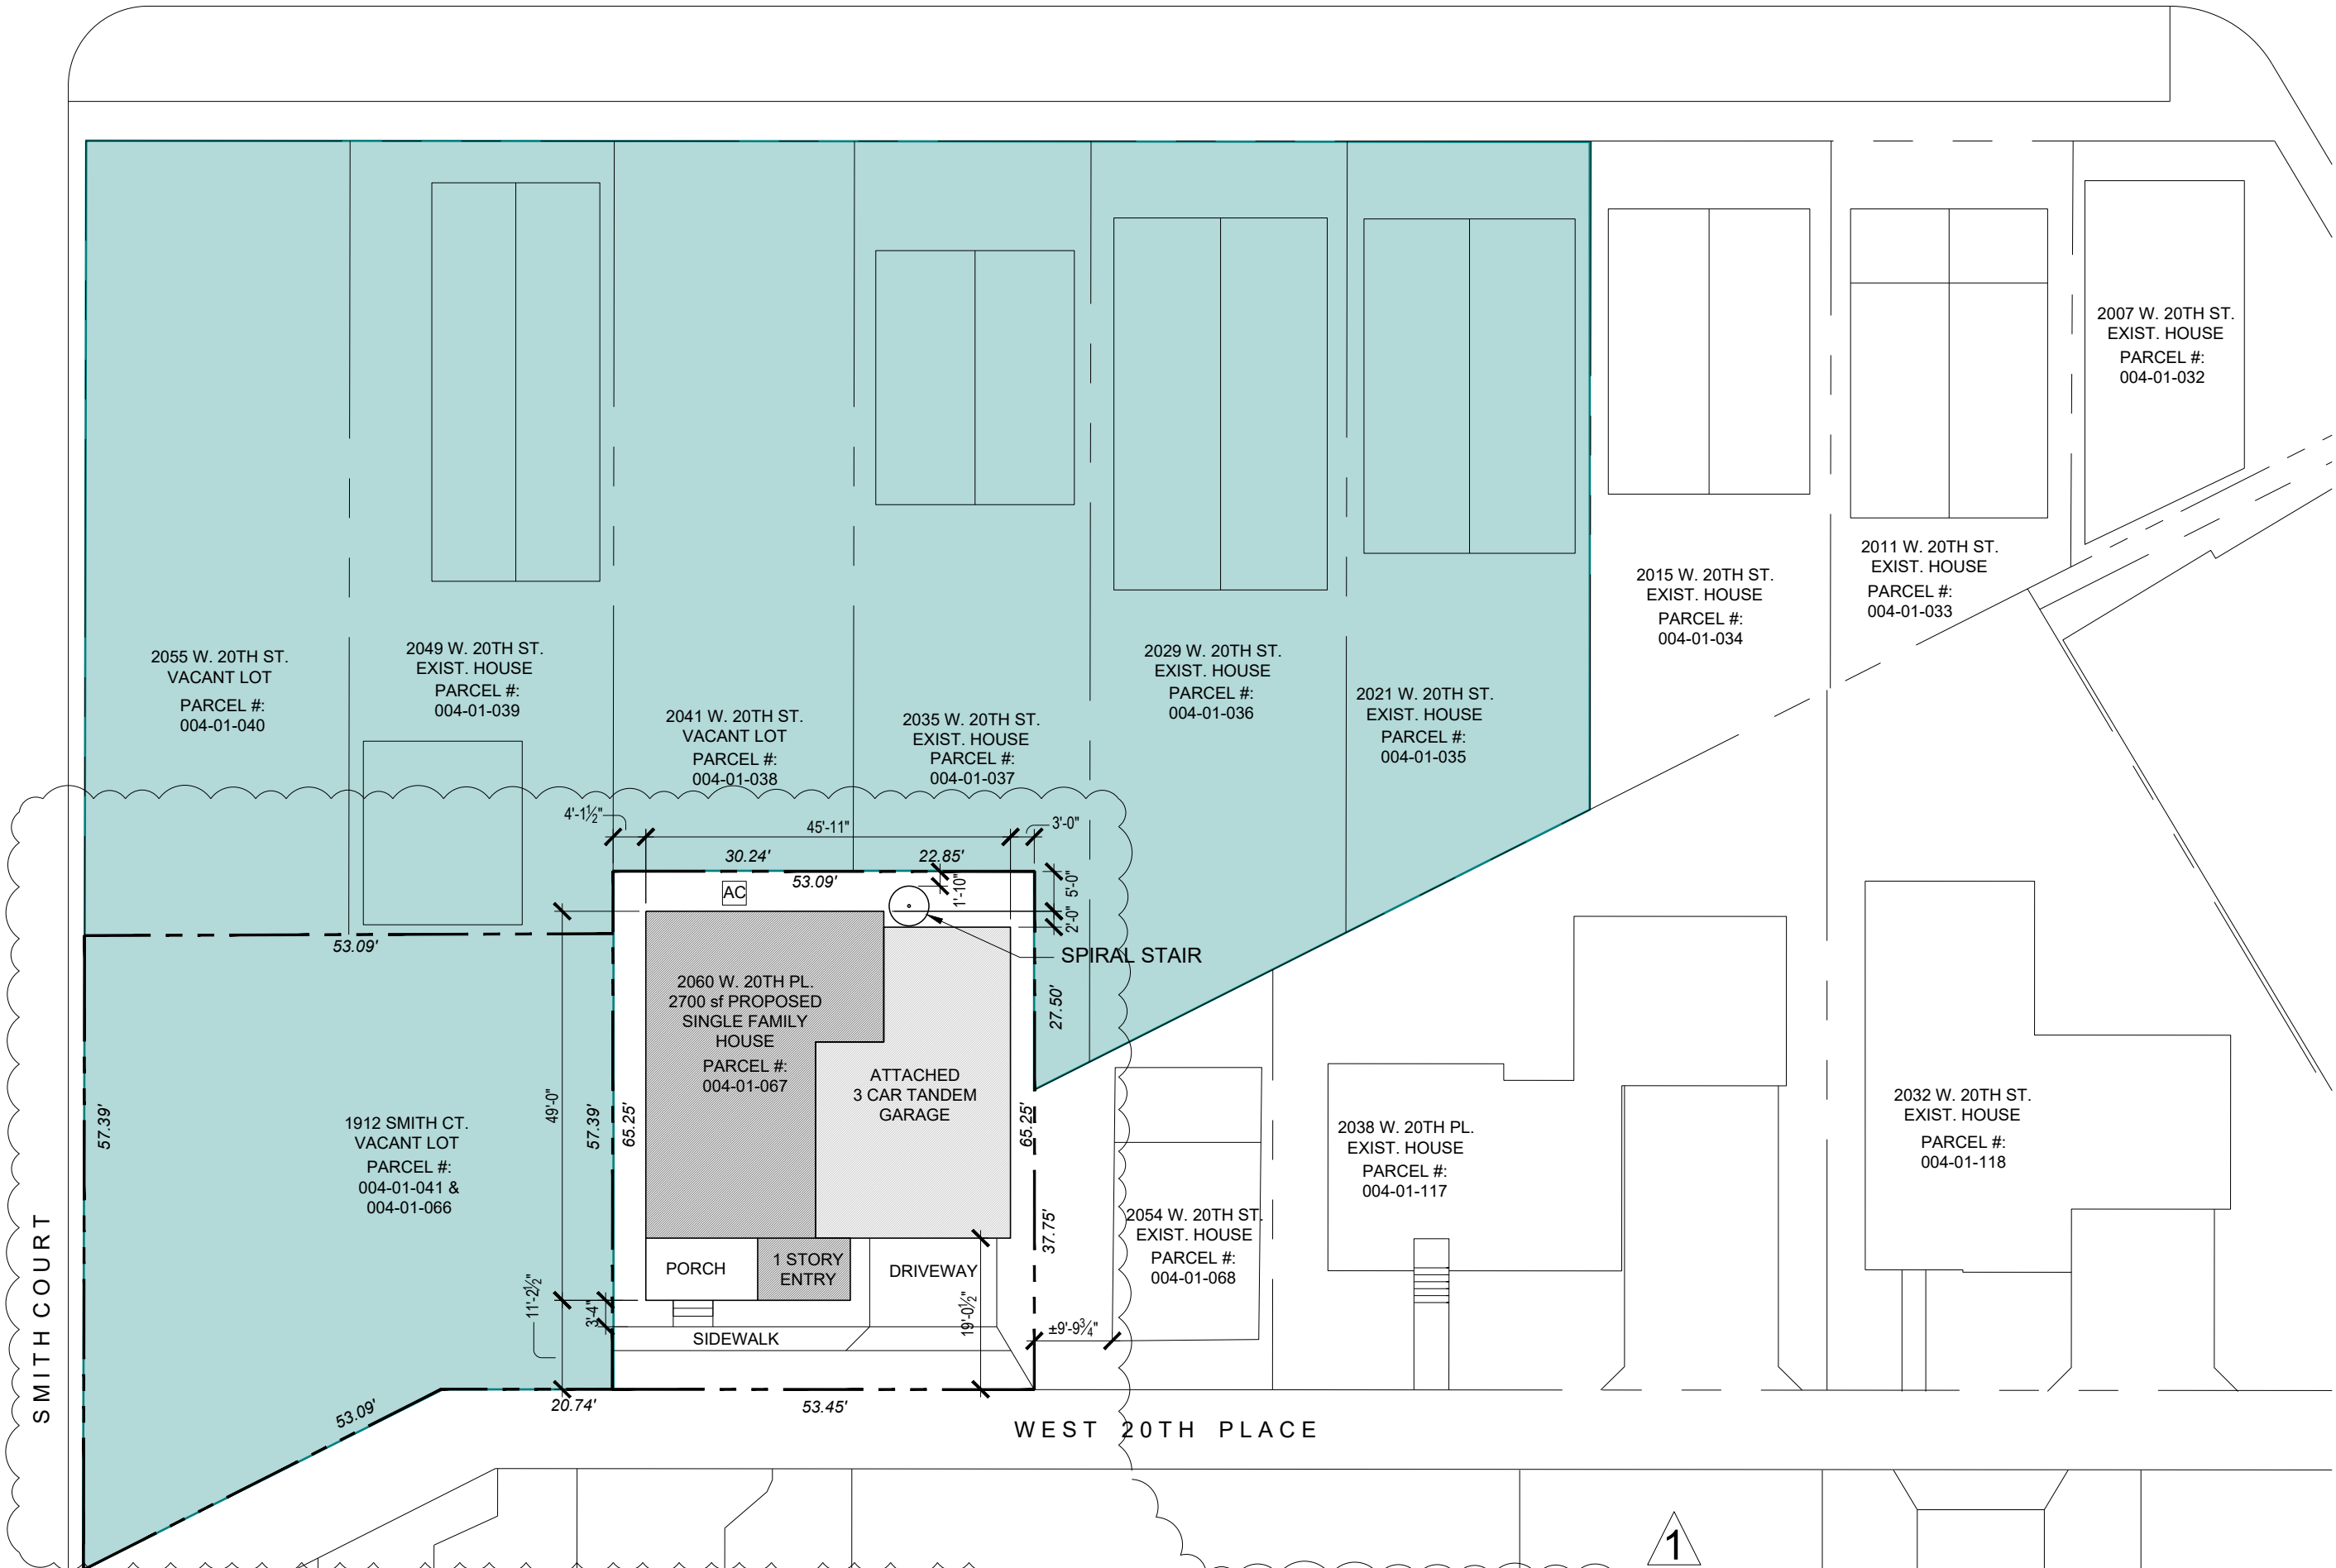 2007 W. 20TH ST.
EXIST. HOUSE
PARCEL #:
004-01-032
2011 W. 20TH ST.
EXIST. HOUSE
PARCEL #:
004-01-033
2015 W. 20TH ST.
EXIST. HOUSE
PARCEL #:
004-01-034
2055 W. 20TH ST.
VACANT LOT
PARCEL #:
004-01-040
2049 W. 20TH ST.
EXIST. HOUSE
PARCEL #:
004-01-039
2041 W. 20TH ST.
VACANT LOT
PARCEL #:
004-01-038
2035 W. 20TH ST.
EXIST. HOUSE
PARCEL #:
004-01-037
2029 W. 20TH ST.
EXIST. HOUSE
PARCEL #:
004-01-036
2021 W. 20TH ST.
EXIST. HOUSE
PARCEL #:
004-01-035
4'-1½"
45'-11"
3'-0"
30.24'
22.85'
53.09'
AC
1'-10"
5'-0"
2'-0"
SPIRAL STAIR
53.09'
2060 W. 20TH PL.
2700 sf PROPOSED
SINGLE FAMILY
HOUSE
PARCEL #:
004-01-067
ATTACHED
3 CAR TANDEM
GARAGE
27.50'
57.39'
49'-0"
57.39'
65.25'
65.25'
37.75'
1912 SMITH CT.
VACANT LOT
PARCEL #:
004-01-041 &
004-01-066
2038 W. 20TH PL.
EXIST. HOUSE
PARCEL #:
004-01-117
2032 W. 20TH ST.
EXIST. HOUSE
PARCEL #:
004-01-118
2054 W. 20TH ST.
EXIST. HOUSE
PARCEL #:
004-01-068
PORCH
1 STORY
ENTRY
DRIVEWAY
11'-2½"
3'-4"
19'-0½"
±9'-9¾"
SIDEWALK
SMITH COURT
53.09'
20.74'
53.45'
WEST 20TH PLACE
1